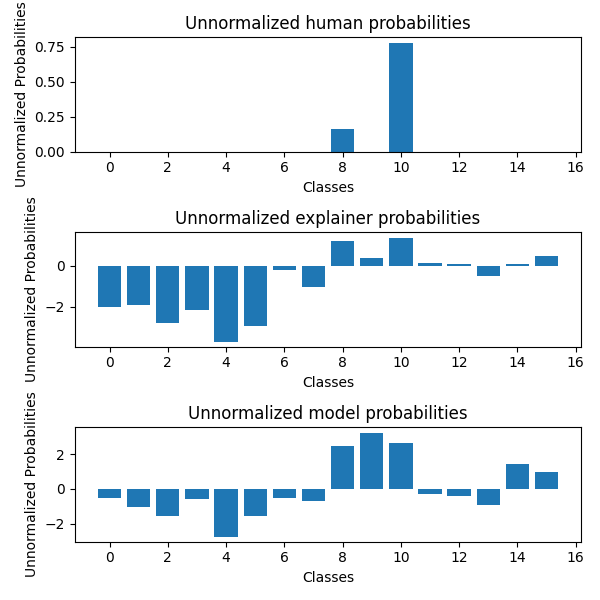 Unnormalized human probabilities
Unnormalized Probabilities
0.75
0.50
0.25
0.00
0 2 4 6 8 10 12 14 16
Classes
Unnormalized explainer probabilities
Unnormalized Probabilities
0
−2
0 2 4 6 8 10 12 14 16
Classes
Unnormalized model probabilities
Unnormalized Probabilities
2
0
−2
0 2 4 6 8 10 12 14 16
Classes